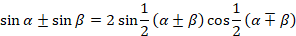 sin α ± sin β = 2 sin 1/2 (α ± β) cos 1/2 (α ∓ β)